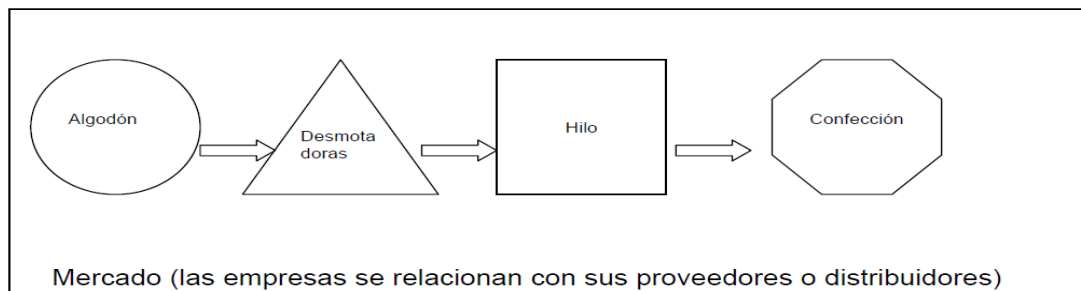 Algodón
Desmota
doras
Hilo
Confección
Mercado (las empresas se relacionan con sus proveedores o distribuidores)